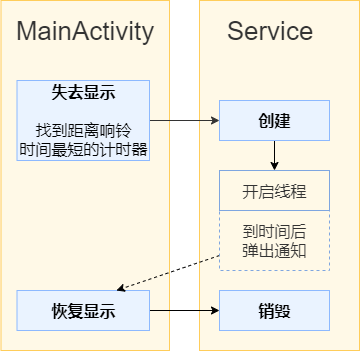 MainActivity
Service
失去显示
找到距离响铃
时间最短的计时器
创建
开启线程
到时间后
弹出通知
恢复显示
销毁